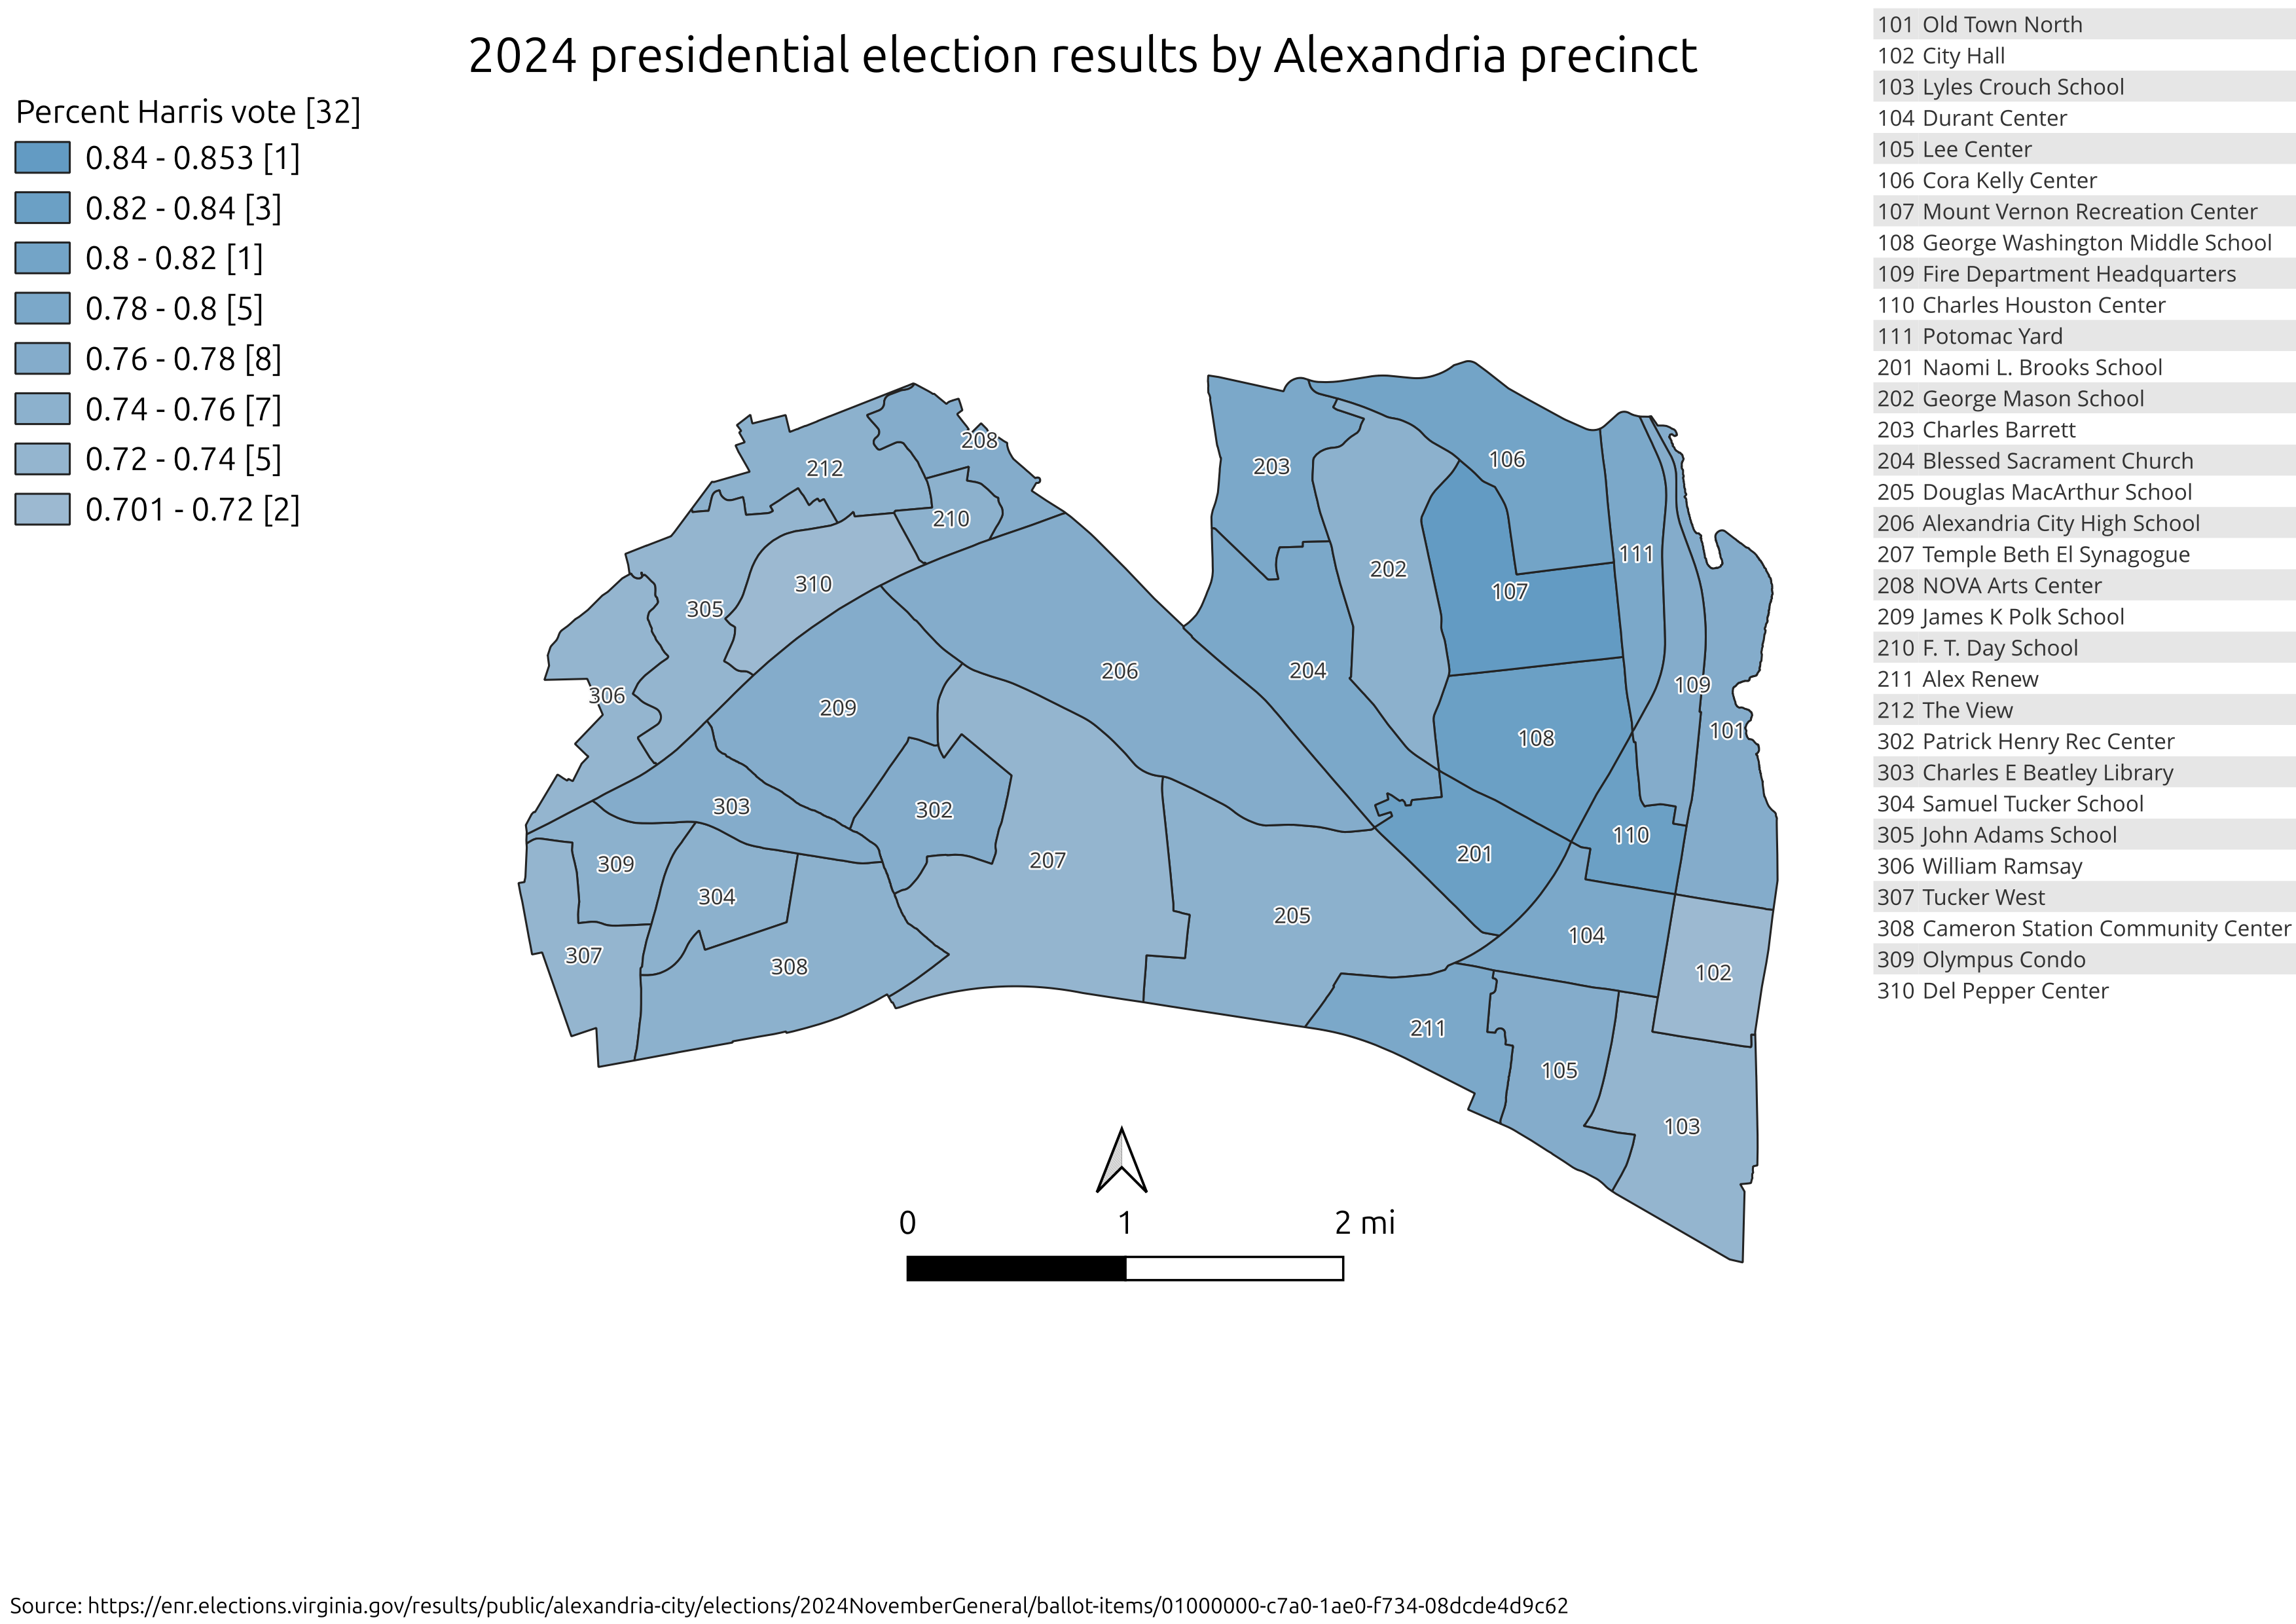 2024 presidential election results by Alexandria precinct
Percent Harris vote [32]
0.84 - 0.853 [1]
0.82 - 0.84 [3]
0.8 - 0.82 [1]
0.78 - 0.8 [5]
0.76 - 0.78 [8]
0.74 - 0.76 [7]
0.72 - 0.74 [5]
0.701 - 0.72 [2]
101 Old Town North
102 City Hall
103 Lyles Crouch School
104 Durant Center
105 Lee Center
106 Cora Kelly Center
107 Mount Vernon Recreation Center
108 George Washington Middle School
109 Fire Department Headquarters
110 Charles Houston Center
111 Potomac Yard
201 Naomi L. Brooks School
202 George Mason School
203 Charles Barrett
204 Blessed Sacrament Church
205 Douglas MacArthur School
206 Alexandria City High School
207 Temple Beth El Synagogue
208 NOVA Arts Center
209 James K Polk School
210 F. T. Day School
211 Alex Renew
212 The View
302 Patrick Henry Rec Center
303 Charles E Beatley Library
304 Samuel Tucker School
305 John Adams School
306 William Ramsay
307 Tucker West
308 Cameron Station Community Center
309 Olympus Condo
310 Del Pepper Center
208
212
203
106
210
111
202
310
107
305
206
204
109
306
209
101
108
303
302
110
201
309
207
304
205
104
307
308
102
211
105
103
0 1 2 mi
Source: https://enr.elections.virginia.gov/results/public/alexandria-city/elections/2024NovemberGeneral/ballot-items/01000000-c7a0-1ae0-f734-08dcde4d9c62